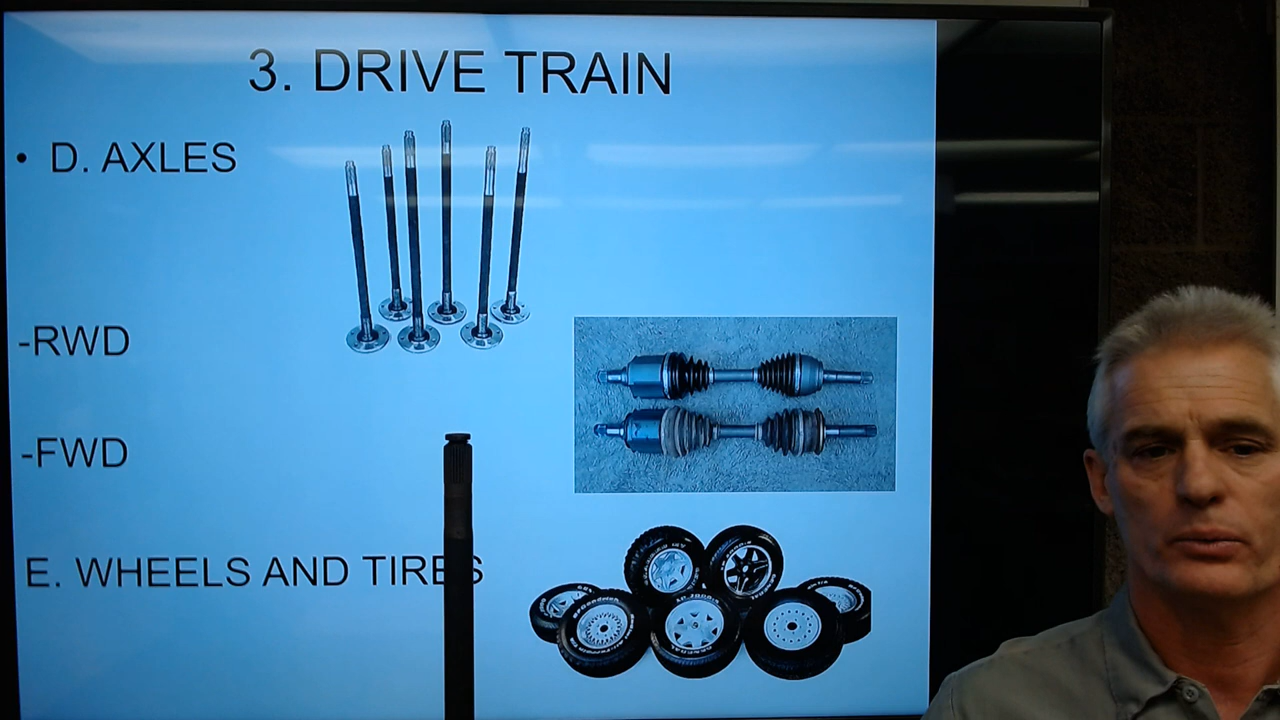 3. DRIVE TRAIN
• D. AXLES
-RWD
-FWD
E. WHEELS AND TIRES